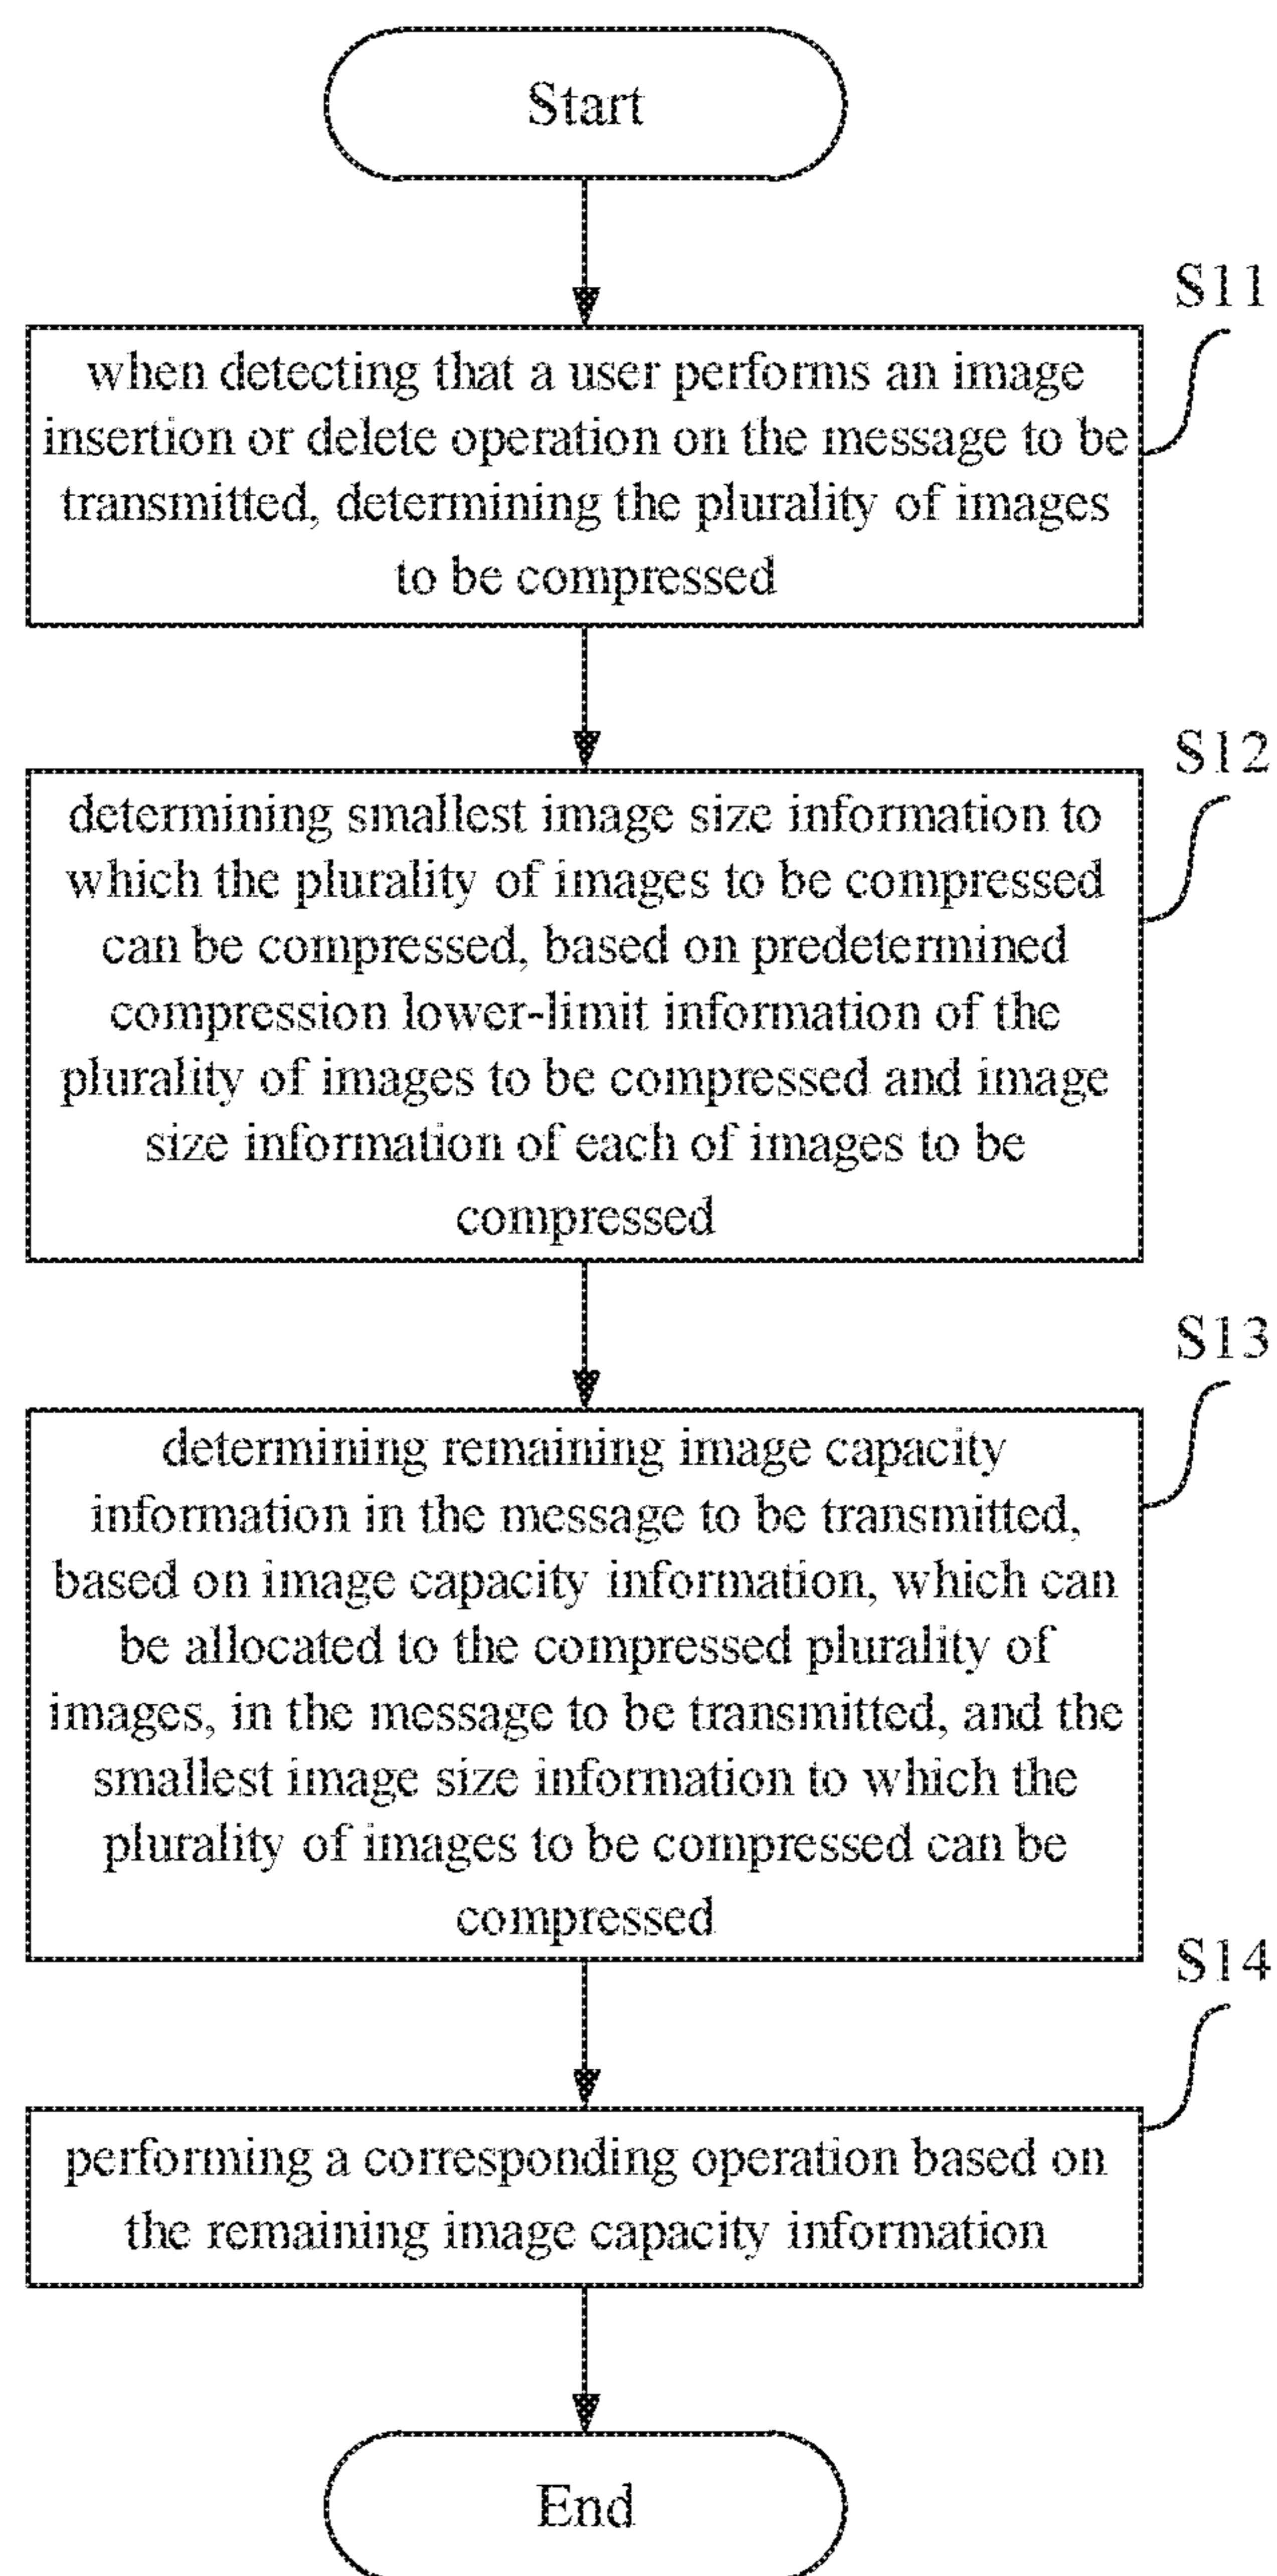 Start
S11
when detecting that a user performs an image
insertion or delete operation on the message to be
transmitted, determining the plurality of images
to be compressed
S12
determining smallest image size information to
which the plurality of images to be compressed
can be compressed, based on predetermined
compression lower-limit information of the
plurality of images to be compressed and image
size information of each of images to be
compressed
S13
determining remaining image capacity
information in the message to be transmitted,
based on image capacity information, which can
be allocated to the compressed plurality of
images, in the message to be transmitted, and the
smallest image size information to which the
plurality of images to be compressed can be
compressed
S14
performing a corresponding operation based on
the remaining image capacity information
End